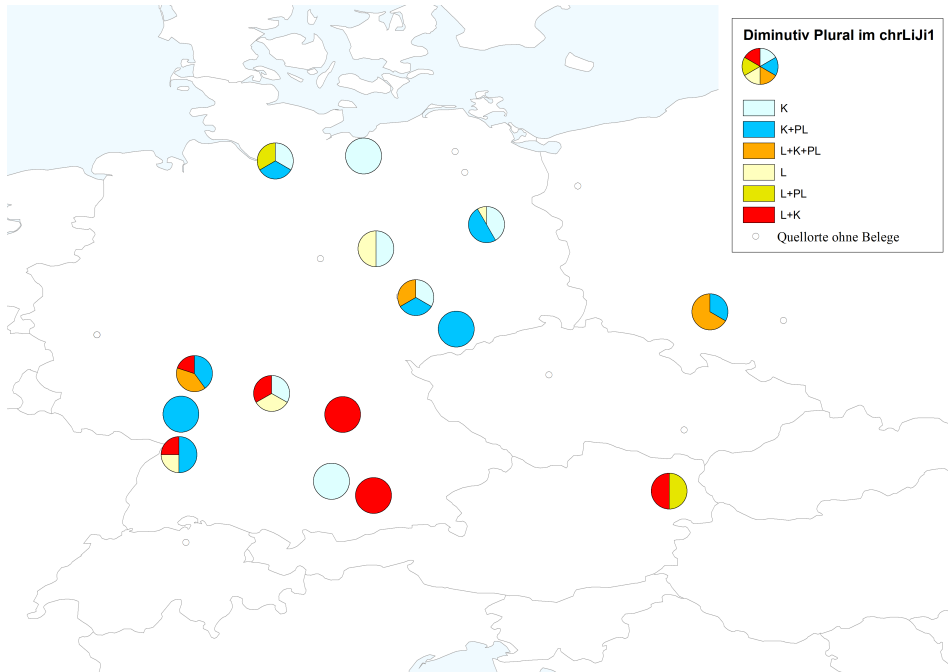 Diminutiv Plural im chrLiJi1
K
K+PL
L+K+PL
L
L+PL
L+K
Quellorte ohne Belege